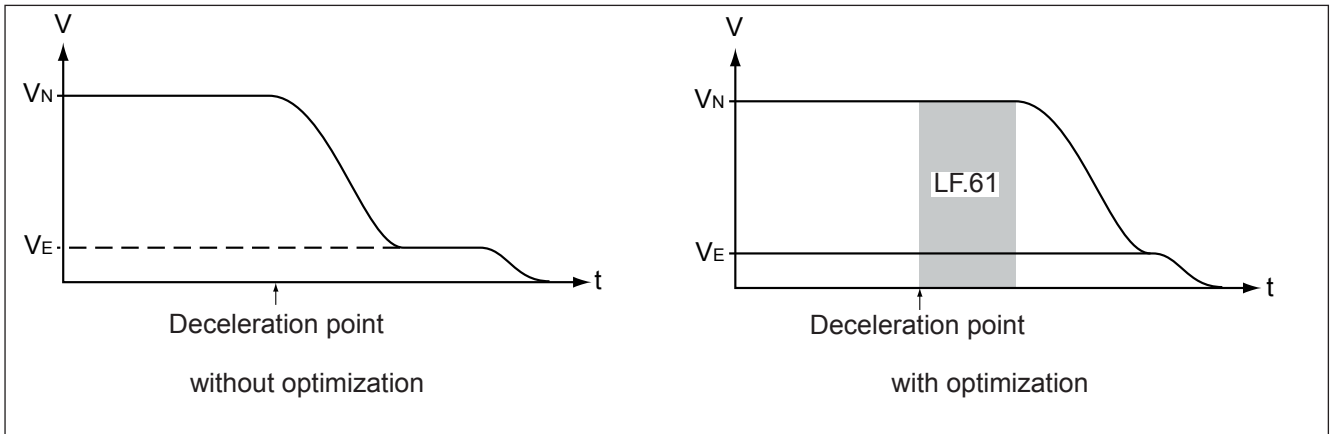 V
VN
VE
t
Deceleration point
without optimization
V
VN
LF.61
VE
t
Deceleration point
with optimization